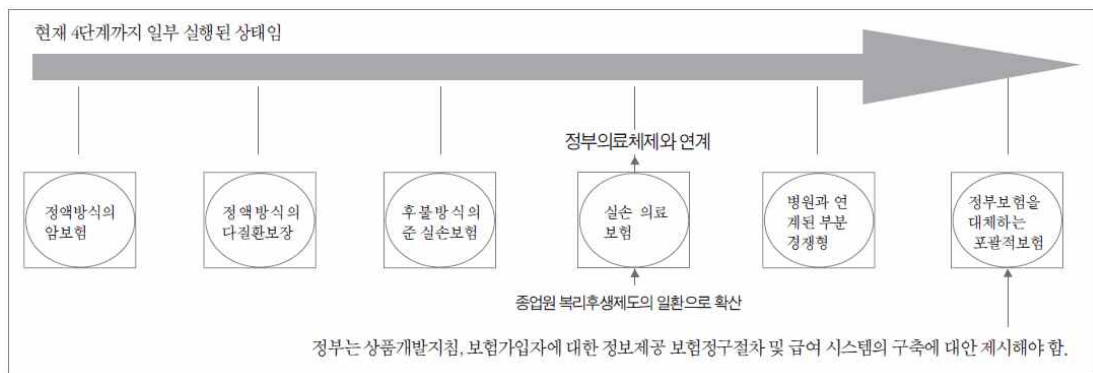 현재 4단계까지 일부 실행된 상태임
정부의료체제와 연계
정액방식의
암보험
정액방식의
다질환보장
후불방식의
준 실손보험
실손 의료
보험
병원과 연
계된 부분
경쟁형
정부보험을
대체하는
포괄적보험
종업원 복리후생제도의 일환으로 확산
정부는 상품개발지침, 보험가입자에 대한 정보제공 보험정구절차 및 급여 시스템의 구축에 대안 제시해야 함.